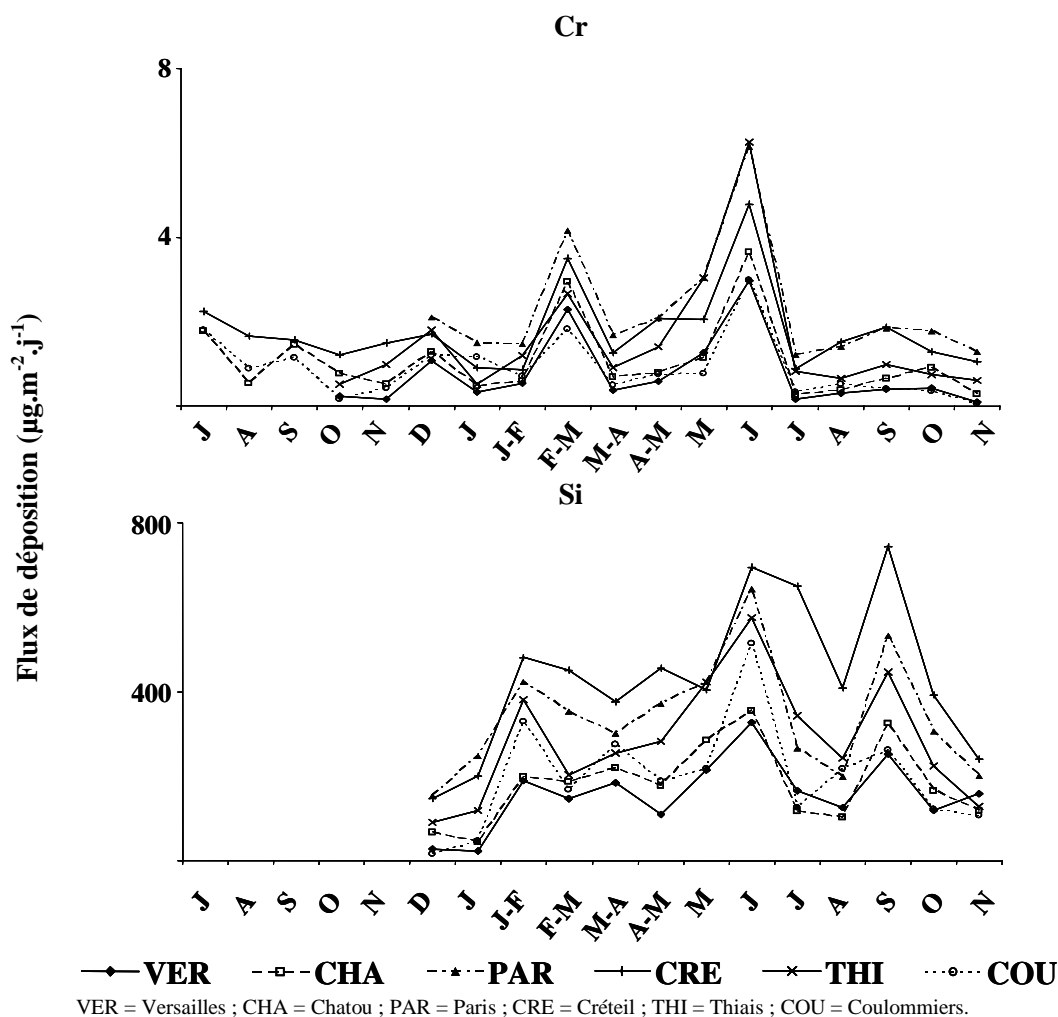 Cr
8
4
J A S O N D J J-F F-M M-A A-M M J J A S O N
Flux de déposition (µg.m⁻².j⁻¹)
Si
800
400
J A S O N D J J-F F-M M-A A-M M J J A S O N
VER CHA PAR CRE THI COU
VER = Versailles ; CHA = Chatou ; PAR = Paris ; CRE = Créteil ; THI = Thiais ; COU = Coulommiers.